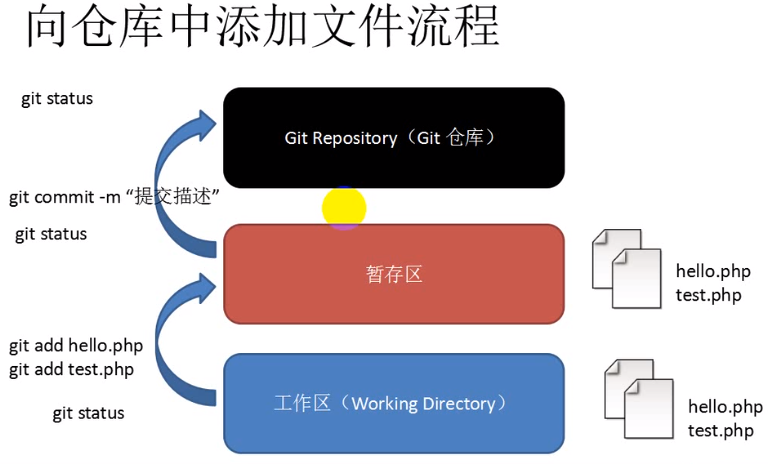 向仓库中添加文件流程
git status
Git Repository（Git 仓库）
git commit -m “提交描述”
git status
暂存区
hello.php
test.php
git add hello.php
git add test.php
git status
工作区（Working Directory）
hello.php
test.php